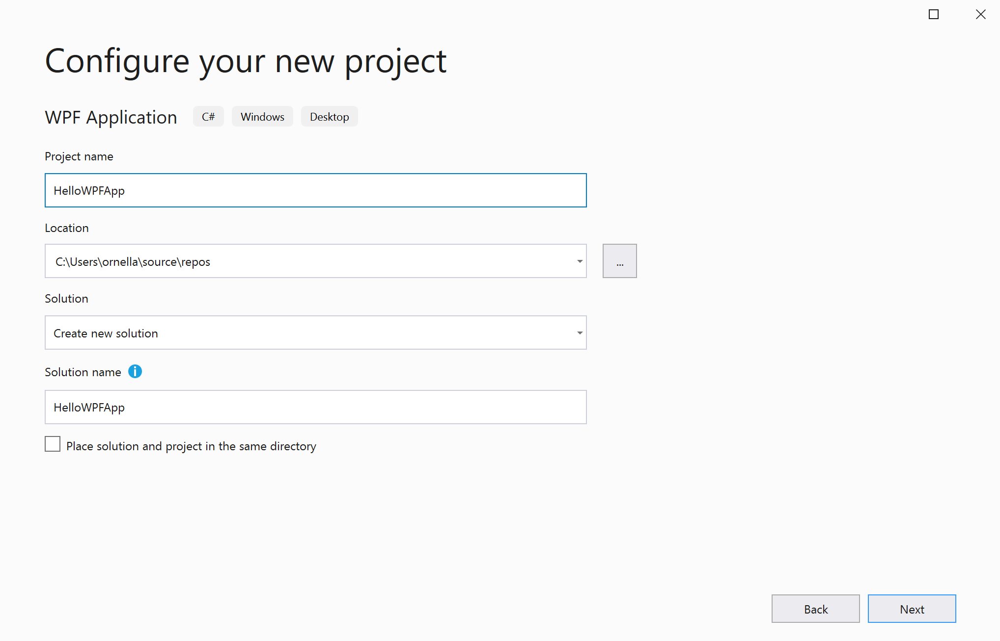 Configure your new project
WPF Application C# Windows Desktop
Project name
HelloWPFApp
Location
C:\Users\ornella\source\repos ...
Solution
Create new solution
Solution name i
HelloWPFApp
Place solution and project in the same directory
Back Next